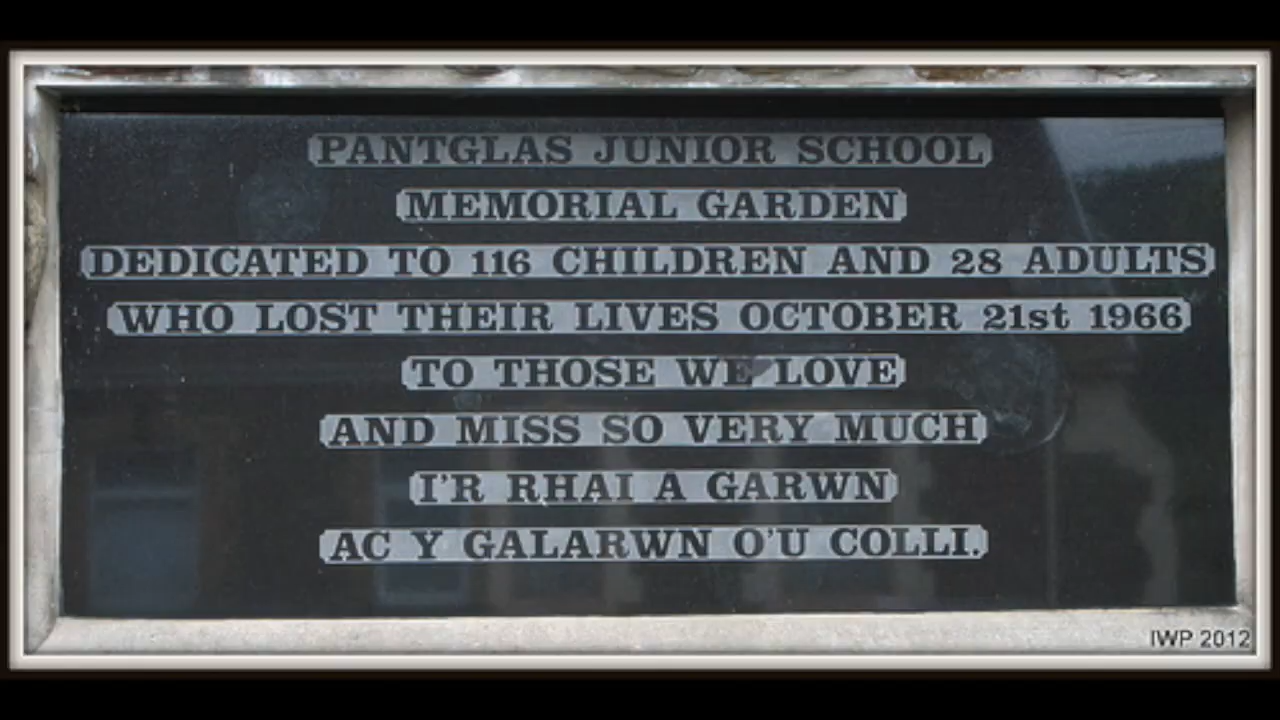 PANTGLAS JUNIOR SCHOOL
MEMORIAL GARDEN
DEDICATED TO 116 CHILDREN AND 28 ADULTS
WHO LOST THEIR LIVES OCTOBER 21st 1966
TO THOSE WE LOVE
AND MISS SO VERY MUCH
I'R RHAI A GARWN
AC Y GALARWN O'U COLLI.
IWP 2012